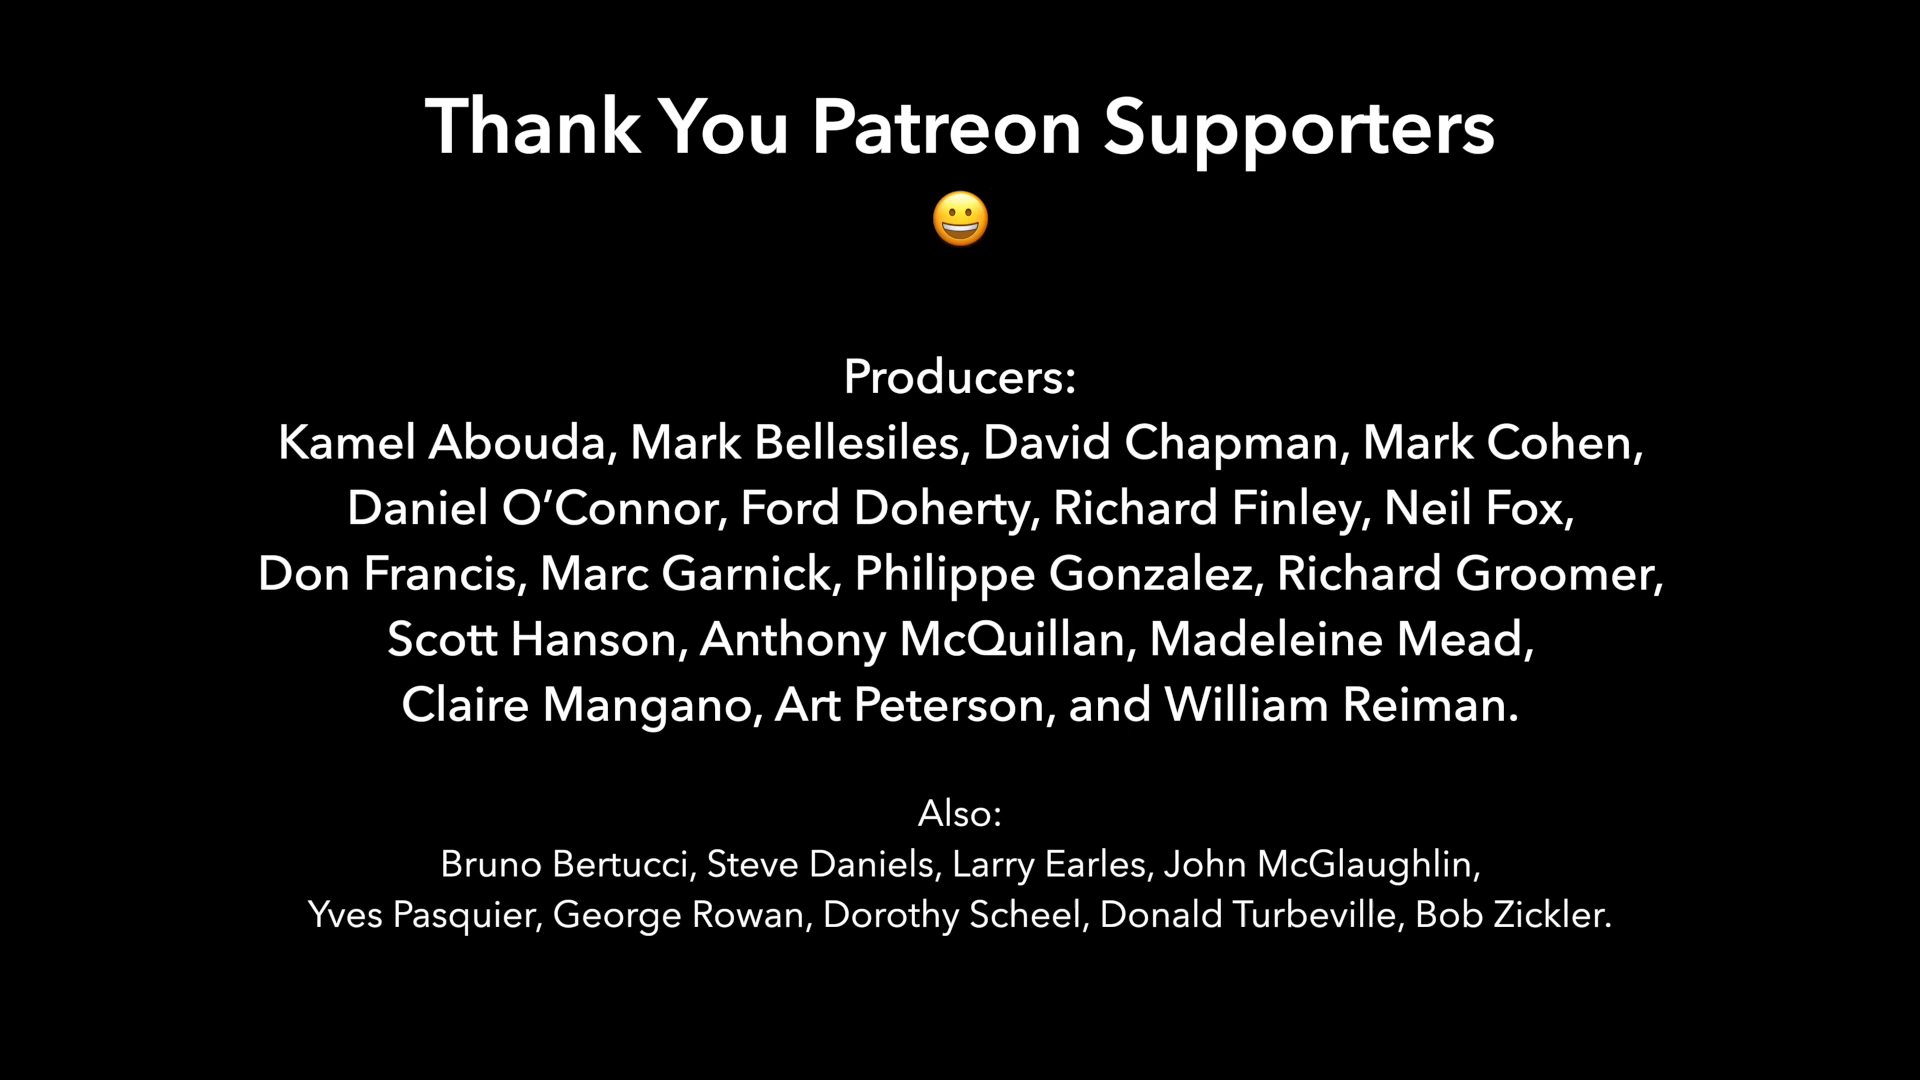 Thank You Patreon Supporters
😀
Producers:
Kamel Abouda, Mark Bellesiles, David Chapman, Mark Cohen,
Daniel O’Connor, Ford Doherty, Richard Finley, Neil Fox,
Don Francis, Marc Garnick, Philippe Gonzalez, Richard Groomer,
Scott Hanson, Anthony McQuillan, Madeleine Mead,
Claire Mangano, Art Peterson, and William Reiman.
Also:
Bruno Bertucci, Steve Daniels, Larry Earles, John McGlaughlin,
Yves Pasquier, George Rowan, Dorothy Scheel, Donald Turbeville, Bob Zickler.